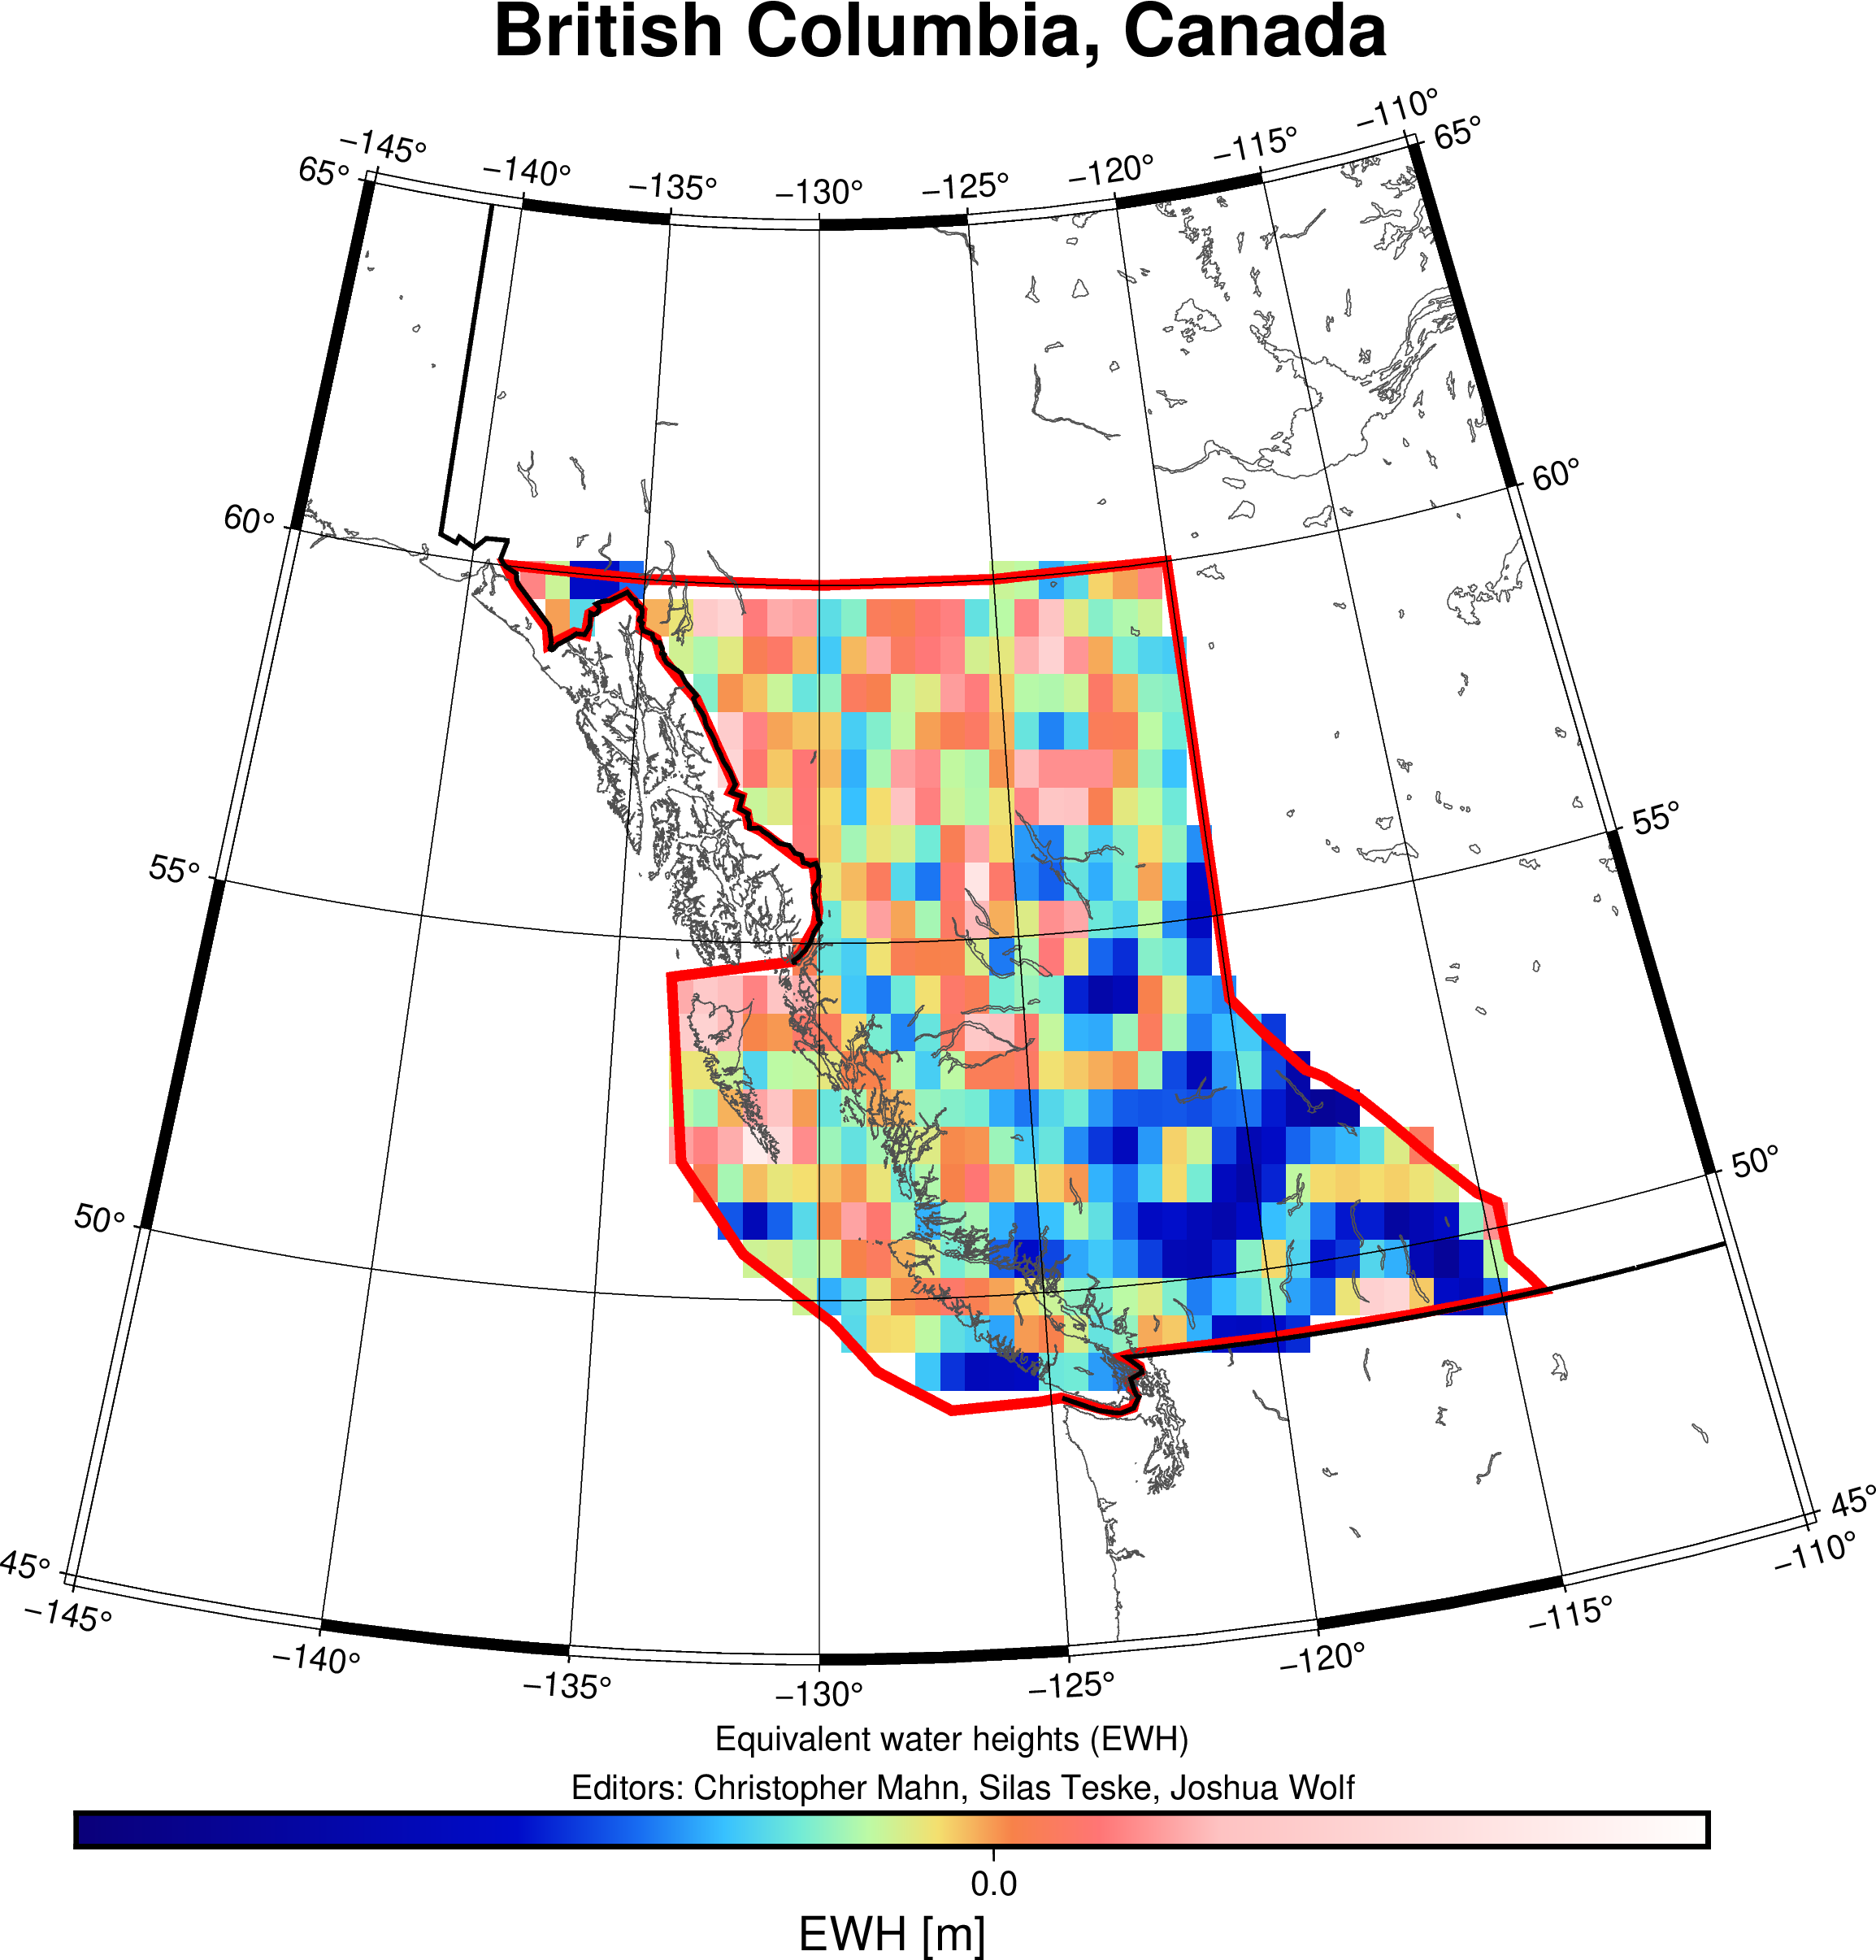 British Columbia, Canada
−145° −140° −135° −130° −125° −120° −115° −110°
65° 65°
60° 60°
55° 55°
50° 50°
45° 45°
−145° −140° −135° −130° −125° −120° −115° −110°
Equivalent water heights (EWH)
Editors: Christopher Mahn, Silas Teske, Joshua Wolf
0.0
EWH [m]